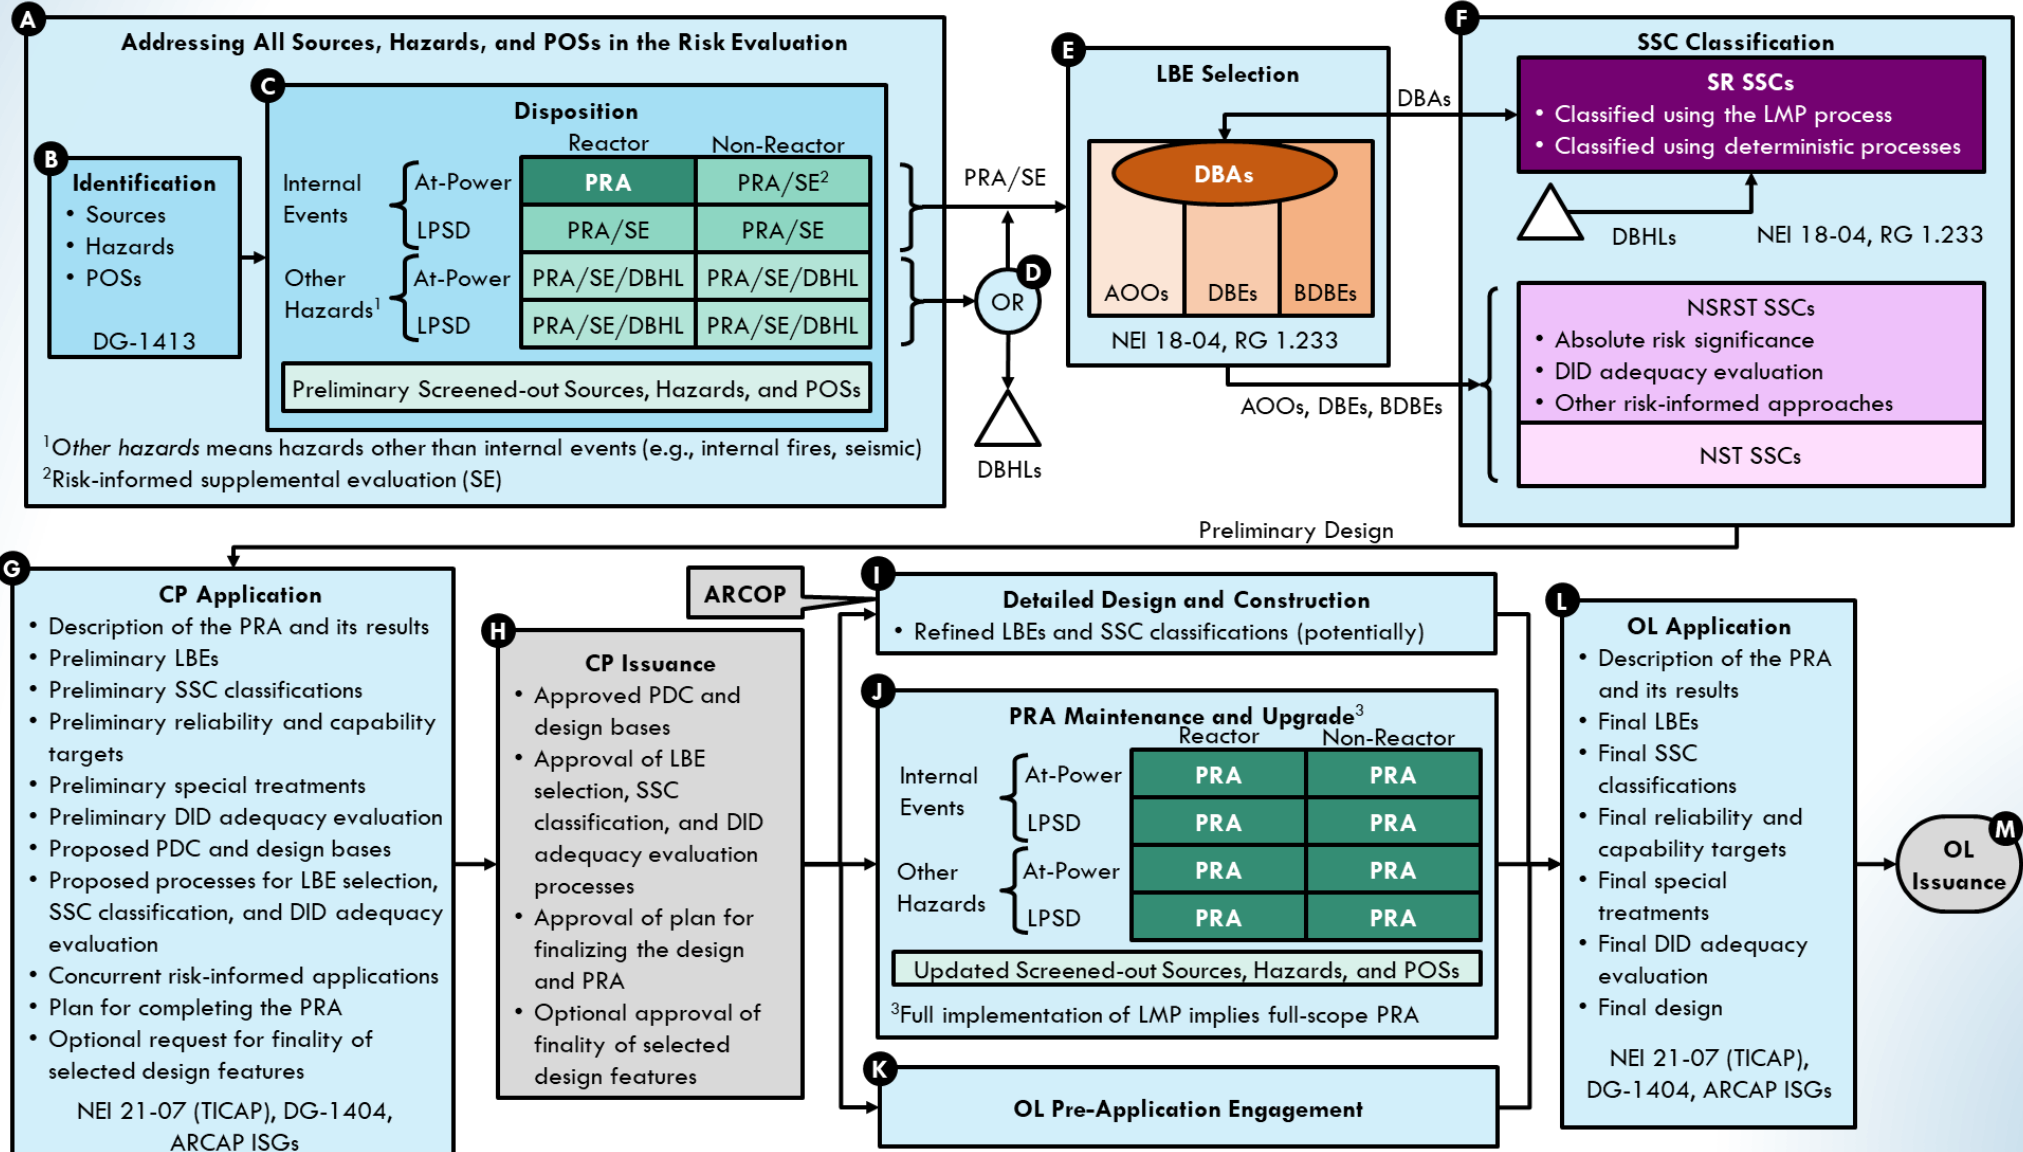 A
Addressing All Sources, Hazards, and POSs in the Risk Evaluation
B
Identification
• Sources
• Hazards
• POSs
DG-1413
C
Disposition
Reactor Non-Reactor
Internal
Events
At-Power
PRA
PRA/SE²
LPSD
PRA/SE
PRA/SE
Other
Hazards¹
At-Power
PRA/SE/DBHL
PRA/SE/DBHL
LPSD
PRA/SE/DBHL
PRA/SE/DBHL
Preliminary Screened-out Sources, Hazards, and POSs
¹Other hazards means hazards other than internal events (e.g., internal fires, seismic)
²Risk-informed supplemental evaluation (SE)
PRA/SE
D
OR
DBHLs
E
LBE Selection
DBAs
AOOs
DBEs
BDBEs
NEI 18-04, RG 1.233
DBAs
AOOs, DBEs, BDBEs
F
SSC Classification
SR SSCs
• Classified using the LMP process
• Classified using deterministic processes
DBHLs
NEI 18-04, RG 1.233
NSRST SSCs
• Absolute risk significance
• DID adequacy evaluation
• Other risk-informed approaches
NST SSCs
Preliminary Design
G
CP Application
• Description of the PRA and its results
• Preliminary LBEs
• Preliminary SSC classifications
• Preliminary reliability and capability
targets
• Preliminary special treatments
• Preliminary DID adequacy evaluation
• Proposed PDC and design bases
• Proposed processes for LBE selection,
SSC classification, and DID adequacy
evaluation
• Concurrent risk-informed applications
• Plan for completing the PRA
• Optional request for finality of
selected design features
NEI 21-07 (TICAP), DG-1404,
ARCAP ISGs
H
CP Issuance
• Approved PDC and
design bases
• Approval of LBE
selection, SSC
classification, and DID
adequacy evaluation
processes
• Approval of plan for
finalizing the design
and PRA
• Optional approval of
finality of selected
design features
ARCOP
I
Detailed Design and Construction
• Refined LBEs and SSC classifications (potentially)
J
PRA Maintenance and Upgrade³
Reactor Non-Reactor
Internal
Events
At-Power
PRA
PRA
LPSD
PRA
PRA
Other
Hazards
At-Power
PRA
PRA
LPSD
PRA
PRA
Updated Screened-out Sources, Hazards, and POSs
³Full implementation of LMP implies full-scope PRA
K
OL Pre-Application Engagement
L
OL Application
• Description of the PRA
and its results
• Final LBEs
• Final SSC
classifications
• Final reliability and
capability targets
• Final special
treatments
• Final DID adequacy
evaluation
• Final design
NEI 21-07 (TICAP),
DG-1404, ARCAP ISGs
M
OL
Issuance